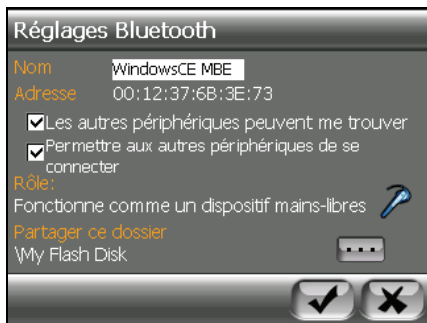 Réglages Bluetooth
Nom WindowsCE MBE
Adresse 00:12:37:6B:3E:73
Les autres périphériques peuvent me trouver
Permettre aux autres périphériques de se
connecter
Rôle:
Fonctionne comme un dispositif mains-libres
Partager ce dossier
\My Flash Disk
...